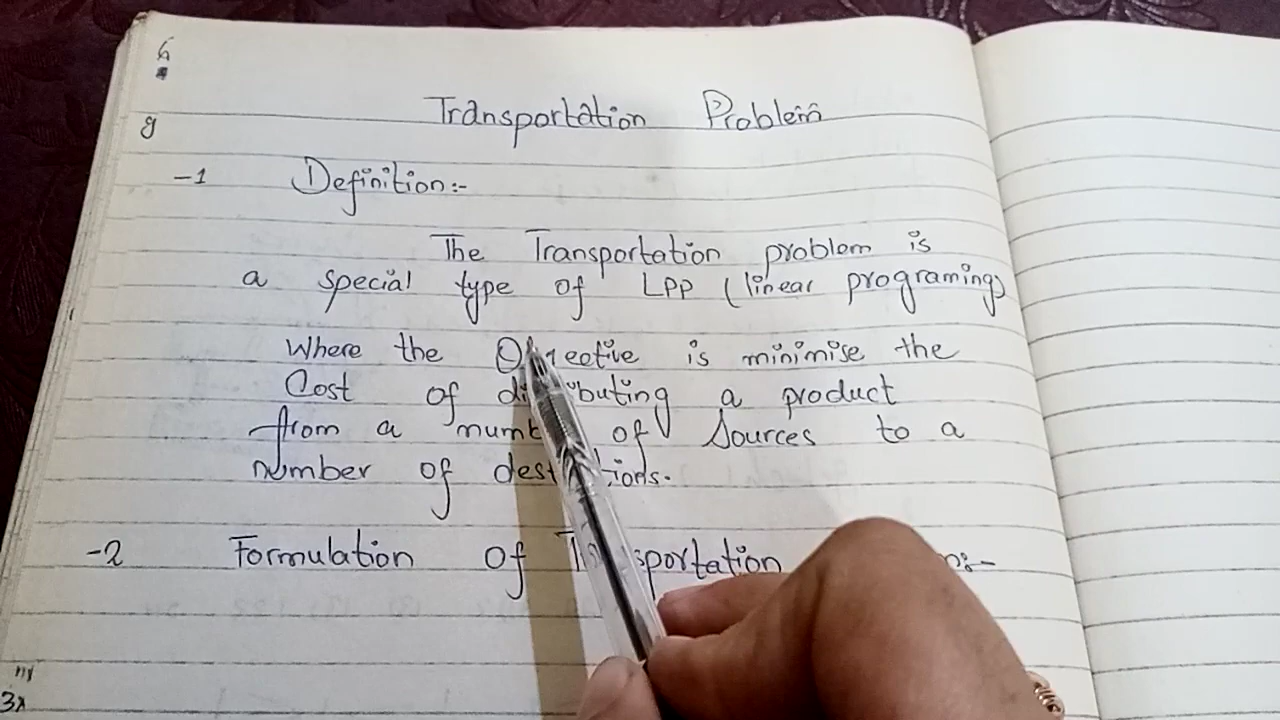 Transportation Problem
-1 Definition:-
The Transportation problem is
a special type of LPP (linear programing)
Where the is minimise the
Cost of a product
from a of Sources to a
number of
-2 Formulation Of :-
3x